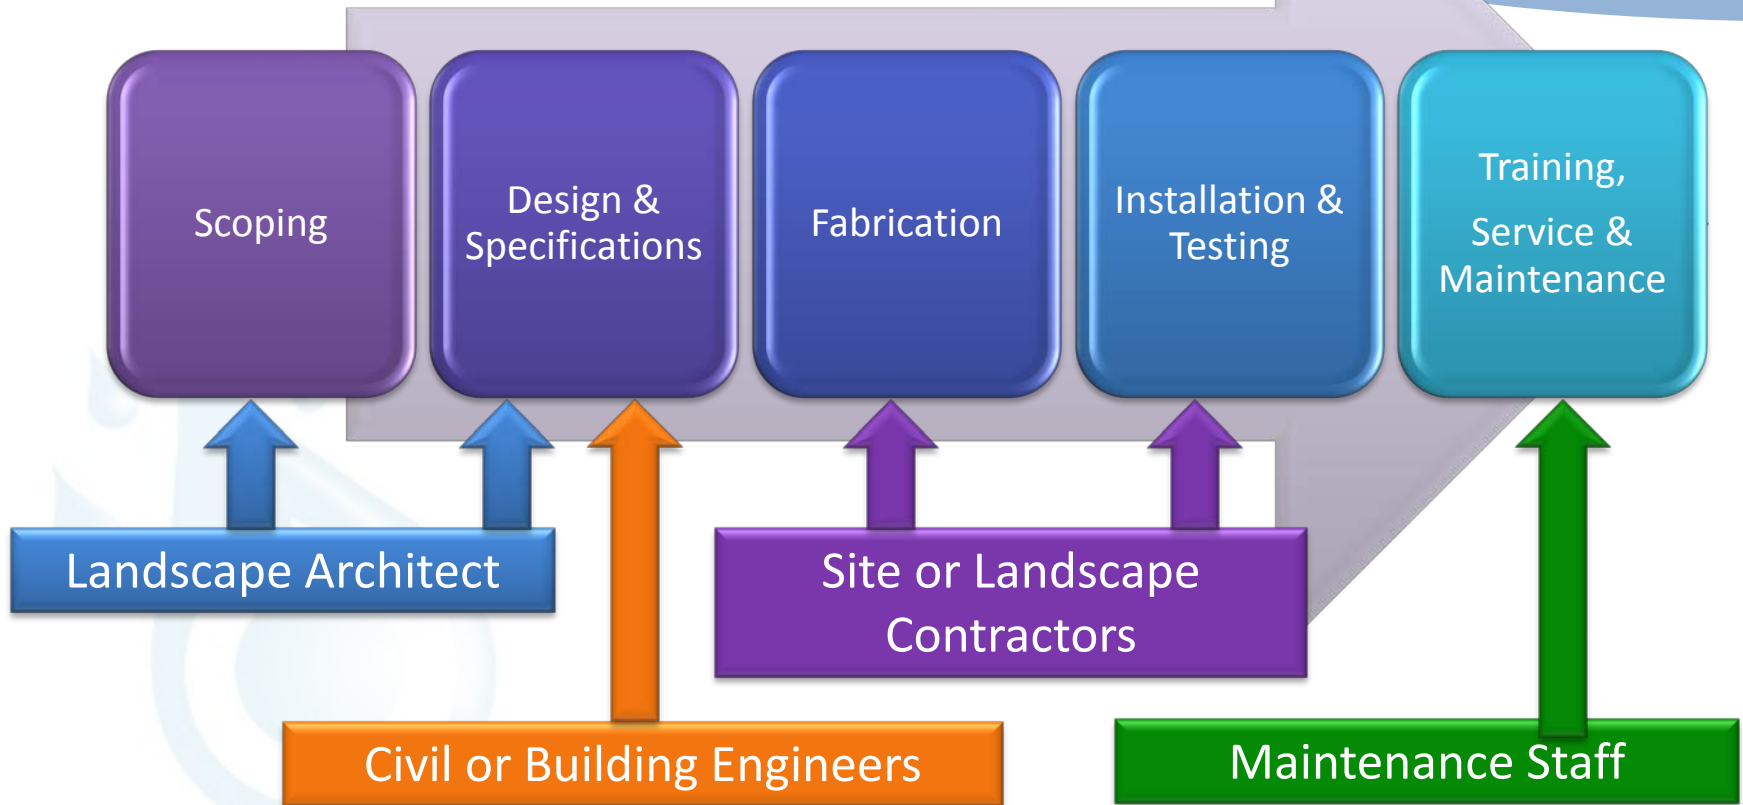 Scoping
Design &
Specifications
Fabrication
Installation &
Testing
Training,
Service &
Maintenance
Landscape Architect
Site or Landscape
Contractors
Civil or Building Engineers
Maintenance Staff